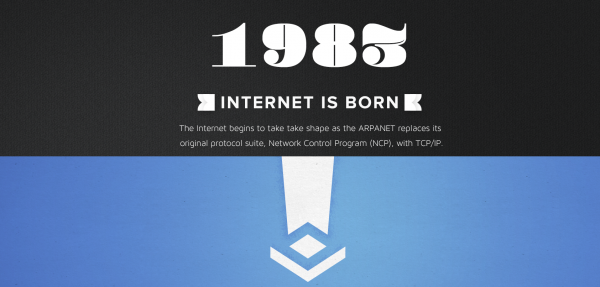 1983
INTERNET IS BORN
The Internet begins to take take shape as the ARPANET replaces its
original protocol suite, Network Control Program (NCP), with TCP/IP.